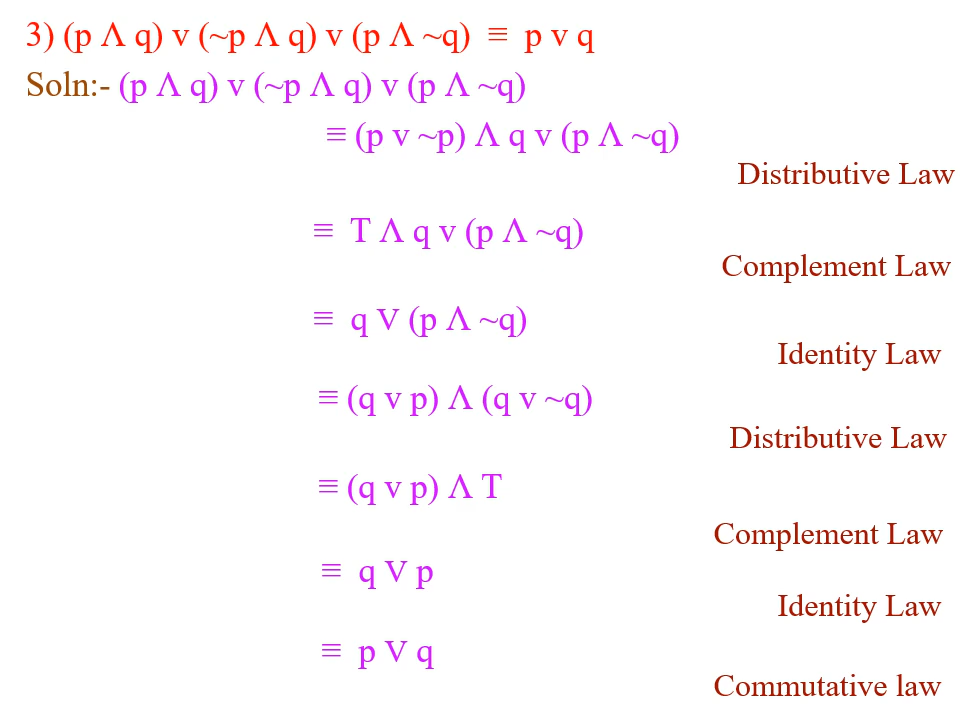 3) (p Λ q) v (~p Λ q) v (p Λ ~q) ≡ p v q
Soln:- (p Λ q) v (~p Λ q) v (p Λ ~q)
≡ (p v ~p) Λ q v (p Λ ~q)
Distributive Law
≡ T Λ q v (p Λ ~q)
Complement Law
≡ q V (p Λ ~q)
Identity Law
≡ (q v p) Λ (q v ~q)
Distributive Law
≡ (q v p) Λ T
Complement Law
≡ q V p
Identity Law
≡ p V q
Commutative law